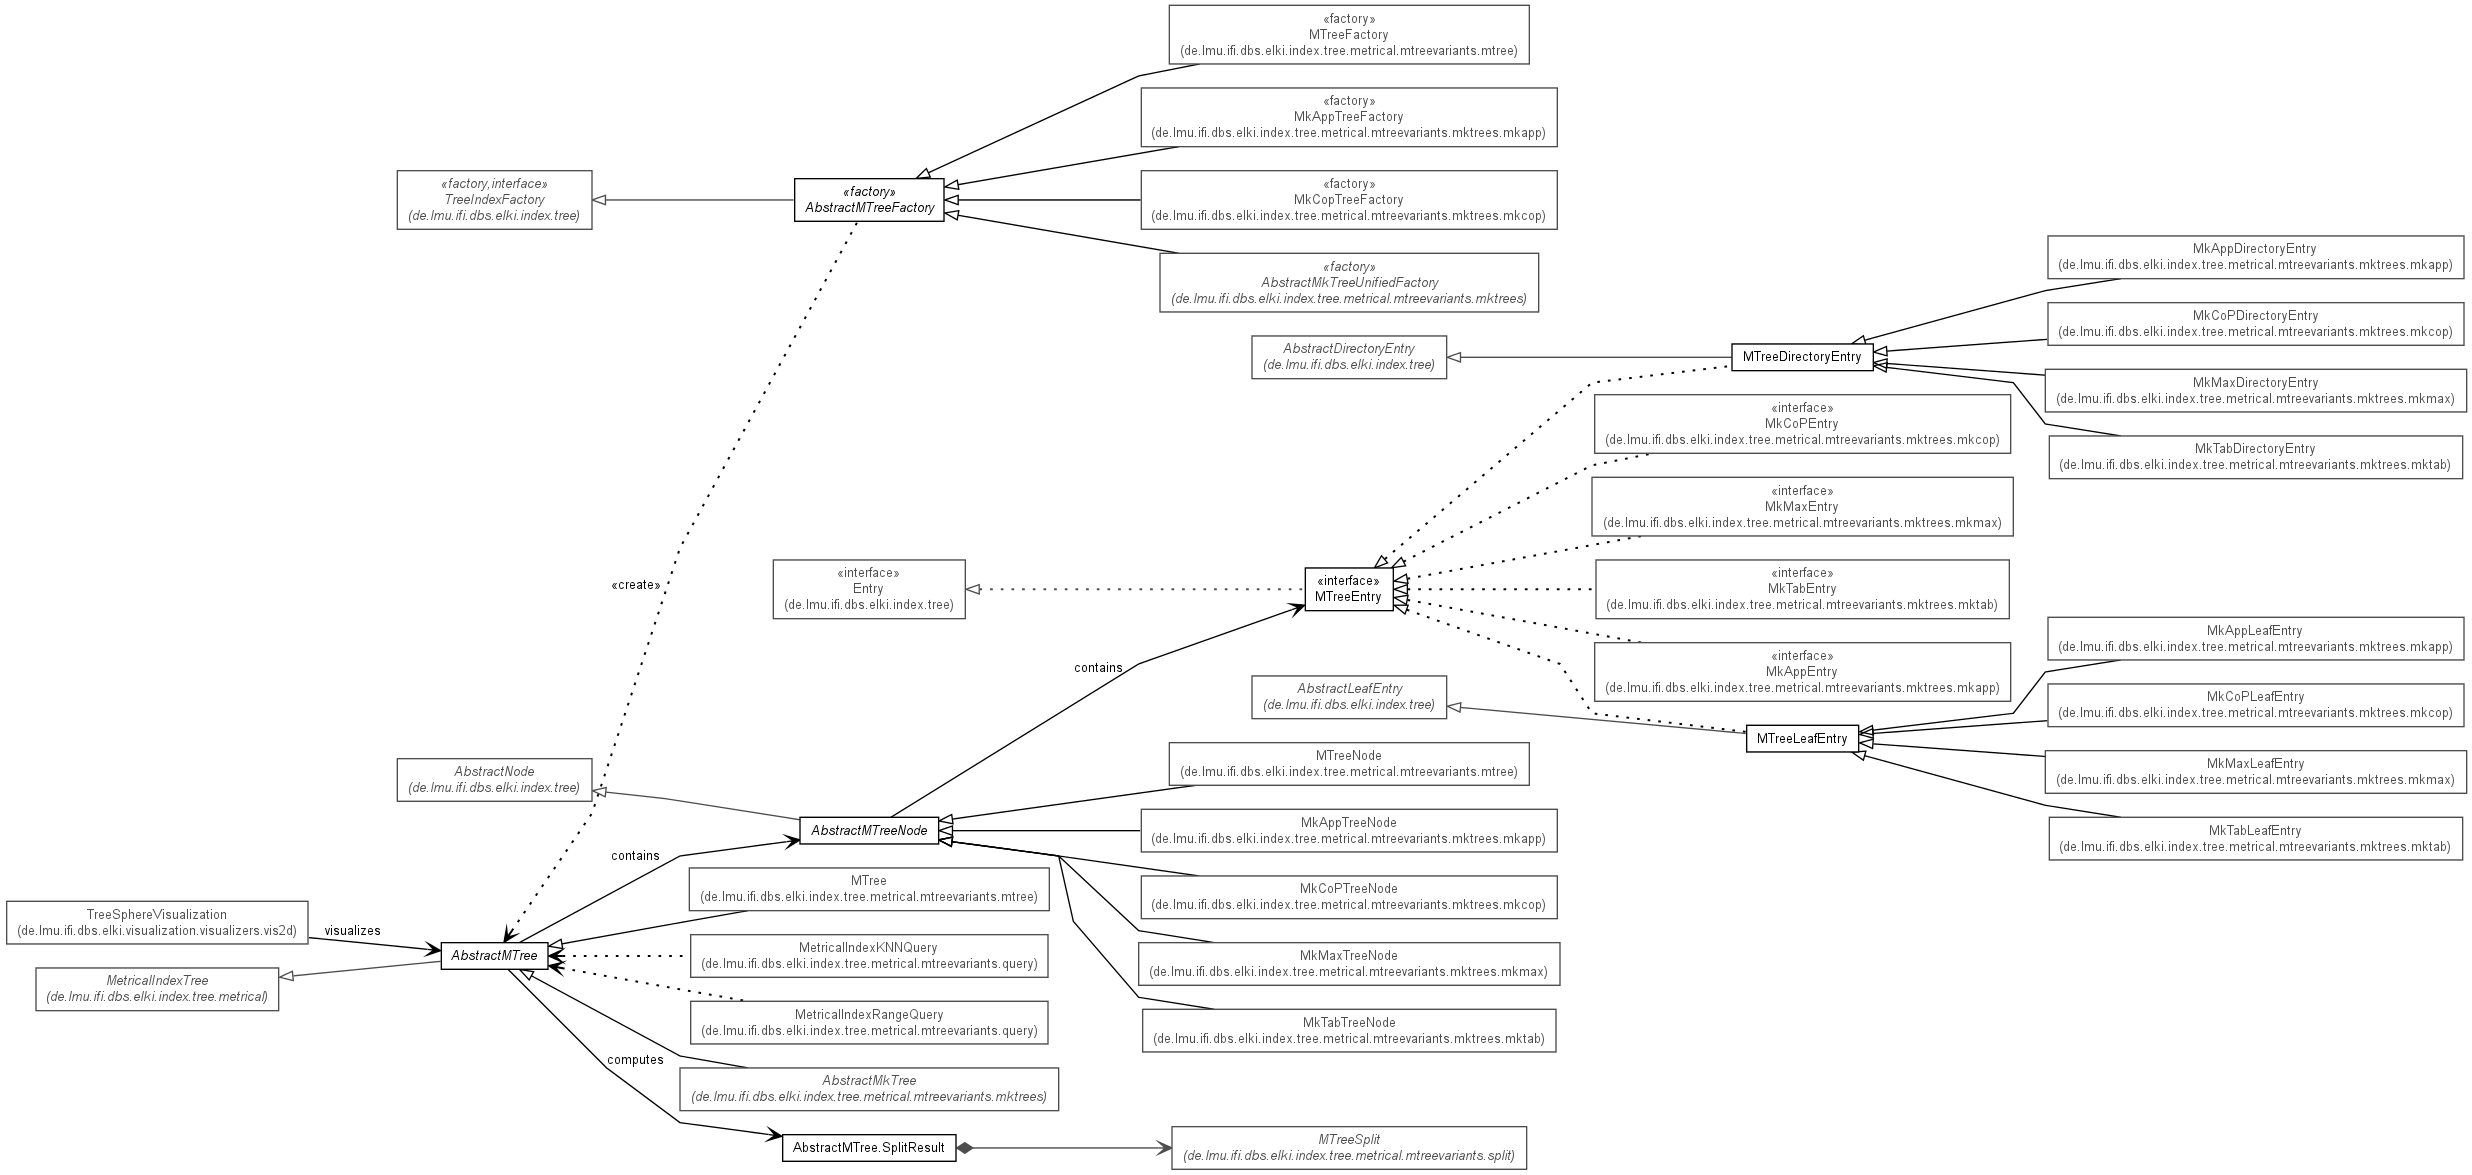 «factory»
MTreeFactory
(de.lmu.ifi.dbs.elki.index.tree.metrical.mtreevariants.mtree)
«factory»
MkAppTreeFactory
(de.lmu.ifi.dbs.elki.index.tree.metrical.mtreevariants.mktrees.mkapp)
«factory,interface»
TreeIndexFactory
(de.lmu.ifi.dbs.elki.index.tree)
«factory»
AbstractMTreeFactory
«factory»
MkCopTreeFactory
(de.lmu.ifi.dbs.elki.index.tree.metrical.mtreevariants.mktrees.mkcop)
«factory»
AbstractMkTreeUnifiedFactory
(de.lmu.ifi.dbs.elki.index.tree.metrical.mtreevariants.mktrees)
MkAppDirectoryEntry
(de.lmu.ifi.dbs.elki.index.tree.metrical.mtreevariants.mktrees.mkapp)
MkCoPDirectoryEntry
(de.lmu.ifi.dbs.elki.index.tree.metrical.mtreevariants.mktrees.mkcop)
AbstractDirectoryEntry
(de.lmu.ifi.dbs.elki.index.tree)
MTreeDirectoryEntry
MkMaxDirectoryEntry
(de.lmu.ifi.dbs.elki.index.tree.metrical.mtreevariants.mktrees.mkmax)
«interface»
MkCoPEntry
(de.lmu.ifi.dbs.elki.index.tree.metrical.mtreevariants.mktrees.mkcop)
MkTabDirectoryEntry
(de.lmu.ifi.dbs.elki.index.tree.metrical.mtreevariants.mktrees.mktab)
«interface»
MkMaxEntry
(de.lmu.ifi.dbs.elki.index.tree.metrical.mtreevariants.mktrees.mkmax)
«create»
«interface»
Entry
(de.lmu.ifi.dbs.elki.index.tree)
«interface»
MTreeEntry
«interface»
MkTabEntry
(de.lmu.ifi.dbs.elki.index.tree.metrical.mtreevariants.mktrees.mktab)
contains
«interface»
MkAppEntry
(de.lmu.ifi.dbs.elki.index.tree.metrical.mtreevariants.mktrees.mkapp)
MkAppLeafEntry
(de.lmu.ifi.dbs.elki.index.tree.metrical.mtreevariants.mktrees.mkapp)
AbstractLeafEntry
(de.lmu.ifi.dbs.elki.index.tree)
MkCoPLeafEntry
(de.lmu.ifi.dbs.elki.index.tree.metrical.mtreevariants.mktrees.mkcop)
MTreeLeafEntry
AbstractNode
(de.lmu.ifi.dbs.elki.index.tree)
MTreeNode
(de.lmu.ifi.dbs.elki.index.tree.metrical.mtreevariants.mtree)
MkMaxLeafEntry
(de.lmu.ifi.dbs.elki.index.tree.metrical.mtreevariants.mktrees.mkmax)
AbstractMTreeNode
MkAppTreeNode
(de.lmu.ifi.dbs.elki.index.tree.metrical.mtreevariants.mktrees.mkapp)
MkTabLeafEntry
(de.lmu.ifi.dbs.elki.index.tree.metrical.mtreevariants.mktrees.mktab)
contains
MTree
(de.lmu.ifi.dbs.elki.index.tree.metrical.mtreevariants.mtree)
MkCoPTreeNode
(de.lmu.ifi.dbs.elki.index.tree.metrical.mtreevariants.mktrees.mkcop)
TreeSphereVisualization
(de.lmu.ifi.dbs.elki.visualization.visualizers.vis2d)
visualizes
AbstractMTree
MetricalIndexKNNQuery
(de.lmu.ifi.dbs.elki.index.tree.metrical.mtreevariants.query)
MkMaxTreeNode
(de.lmu.ifi.dbs.elki.index.tree.metrical.mtreevariants.mktrees.mkmax)
MetricalIndexTree
(de.lmu.ifi.dbs.elki.index.tree.metrical)
MetricalIndexRangeQuery
(de.lmu.ifi.dbs.elki.index.tree.metrical.mtreevariants.query)
MkTabTreeNode
(de.lmu.ifi.dbs.elki.index.tree.metrical.mtreevariants.mktrees.mktab)
computes
AbstractMkTree
(de.lmu.ifi.dbs.elki.index.tree.metrical.mtreevariants.mktrees)
AbstractMTree.SplitResult
MTreeSplit
(de.lmu.ifi.dbs.elki.index.tree.metrical.mtreevariants.split)